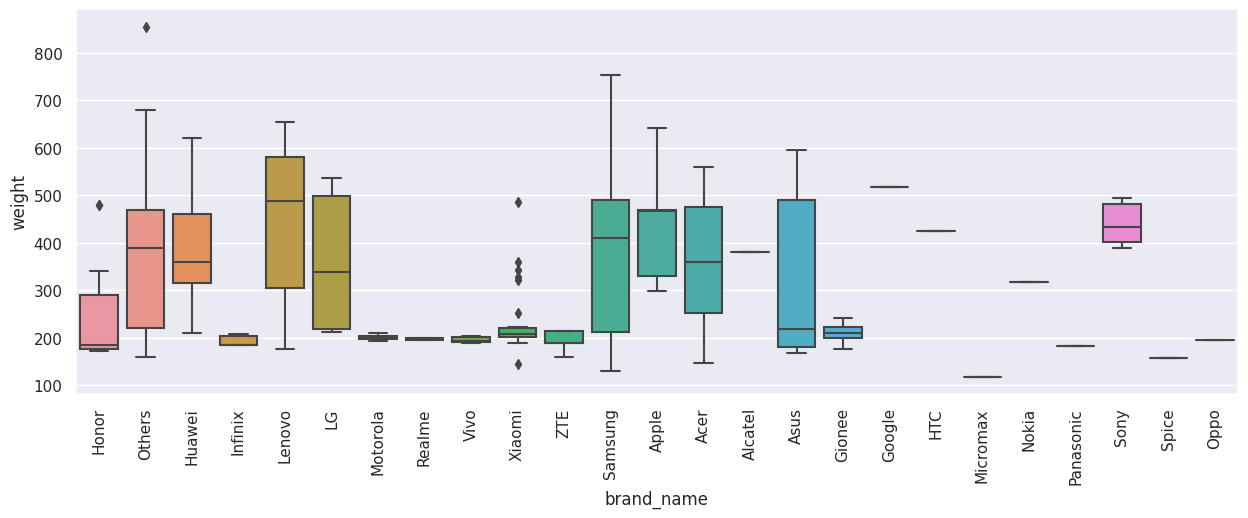 800
700
600
500
400
300
200
100
weight
Honor
Others
Huawei
Infinix
Lenovo
LG
Motorola
Realme
Vivo
Xiaomi
ZTE
Samsung
Apple
Acer
Alcatel
Asus
Gionee
Google
HTC
Micromax
Nokia
Panasonic
Sony
Spice
Oppo
brand_name